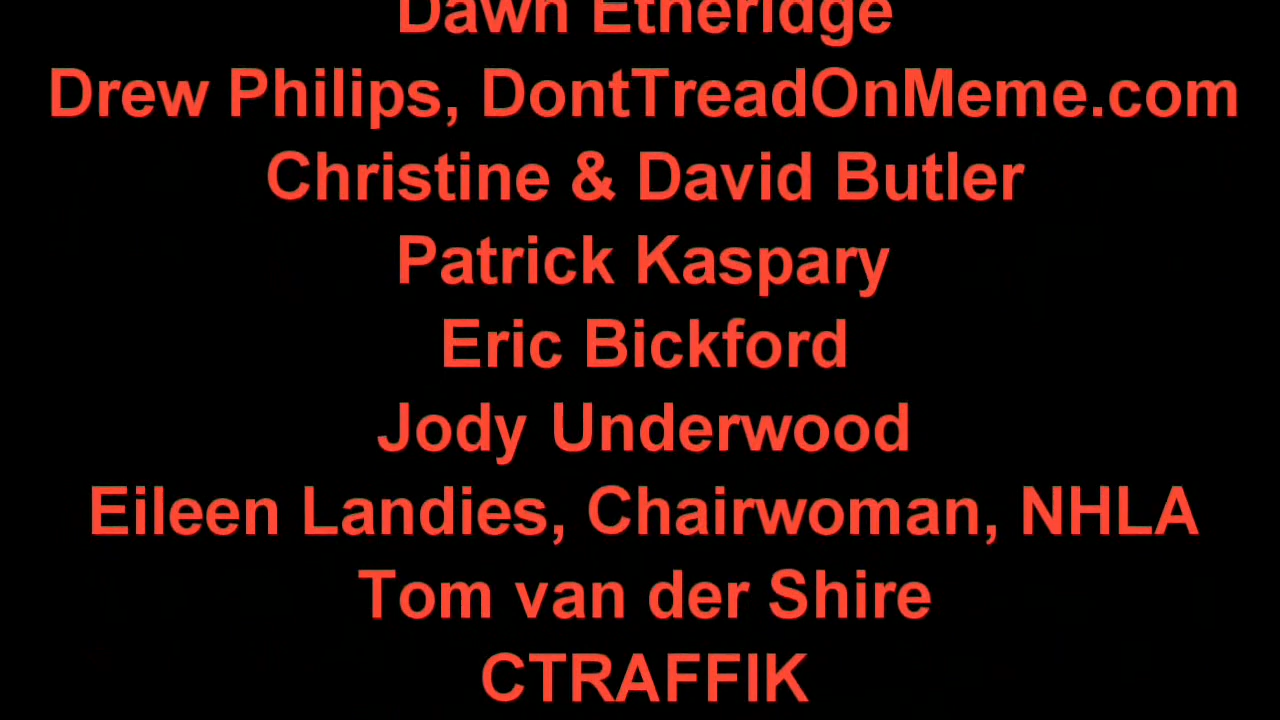 Dawn Etheridge
Drew Philips, DontTreadOnMeme.com
Christine & David Butler
Patrick Kaspary
Eric Bickford
Jody Underwood
Eileen Landies, Chairwoman, NHLA
Tom van der Shire
CTRAFFIK